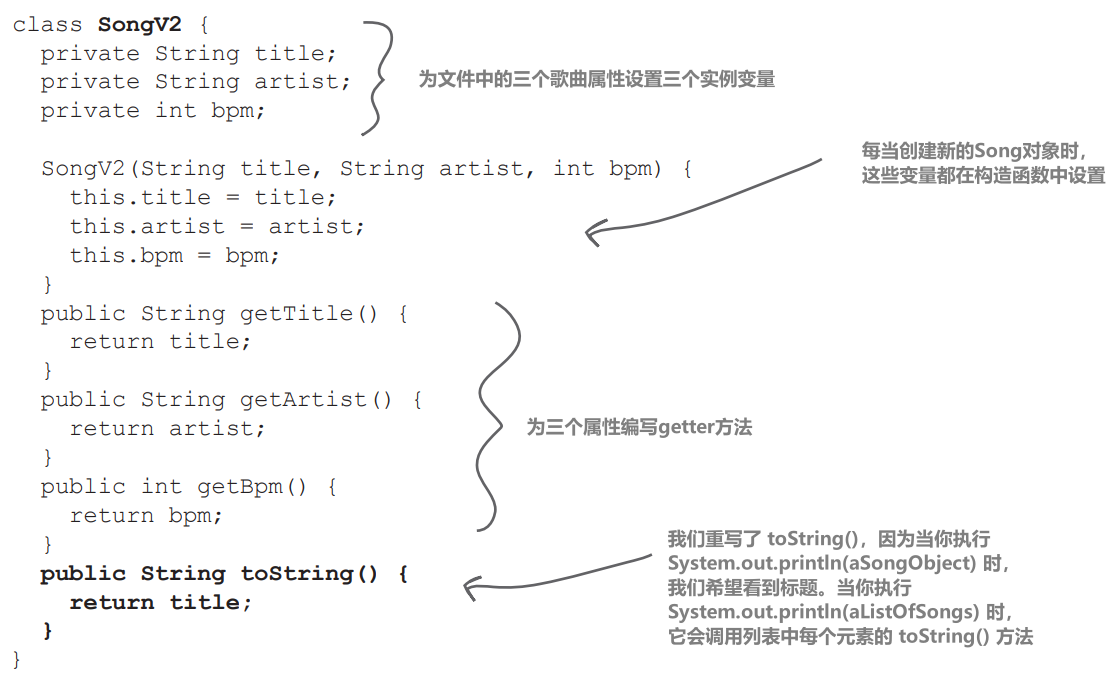 class SongV2 {
private String title;
private String artist;
private int bpm;
为文件中的三个歌曲属性设置三个实例变量
SongV2(String title, String artist, int bpm) {
this.title = title;
this.artist = artist;
this.bpm = bpm;
}
每当创建新的Song对象时，
这些变量都在构造函数中设置
public String getTitle() {
return title;
}
public String getArtist() {
return artist;
}
public int getBpm() {
return bpm;
}
为三个属性编写getter方法
public String toString() {
return title;
}
}
我们重写了 toString()，因为当你执行
System.out.println(aSongObject) 时，
我们希望看到标题。当你执行
System.out.println(aListOfSongs) 时，
它会调用列表中每个元素的 toString() 方法